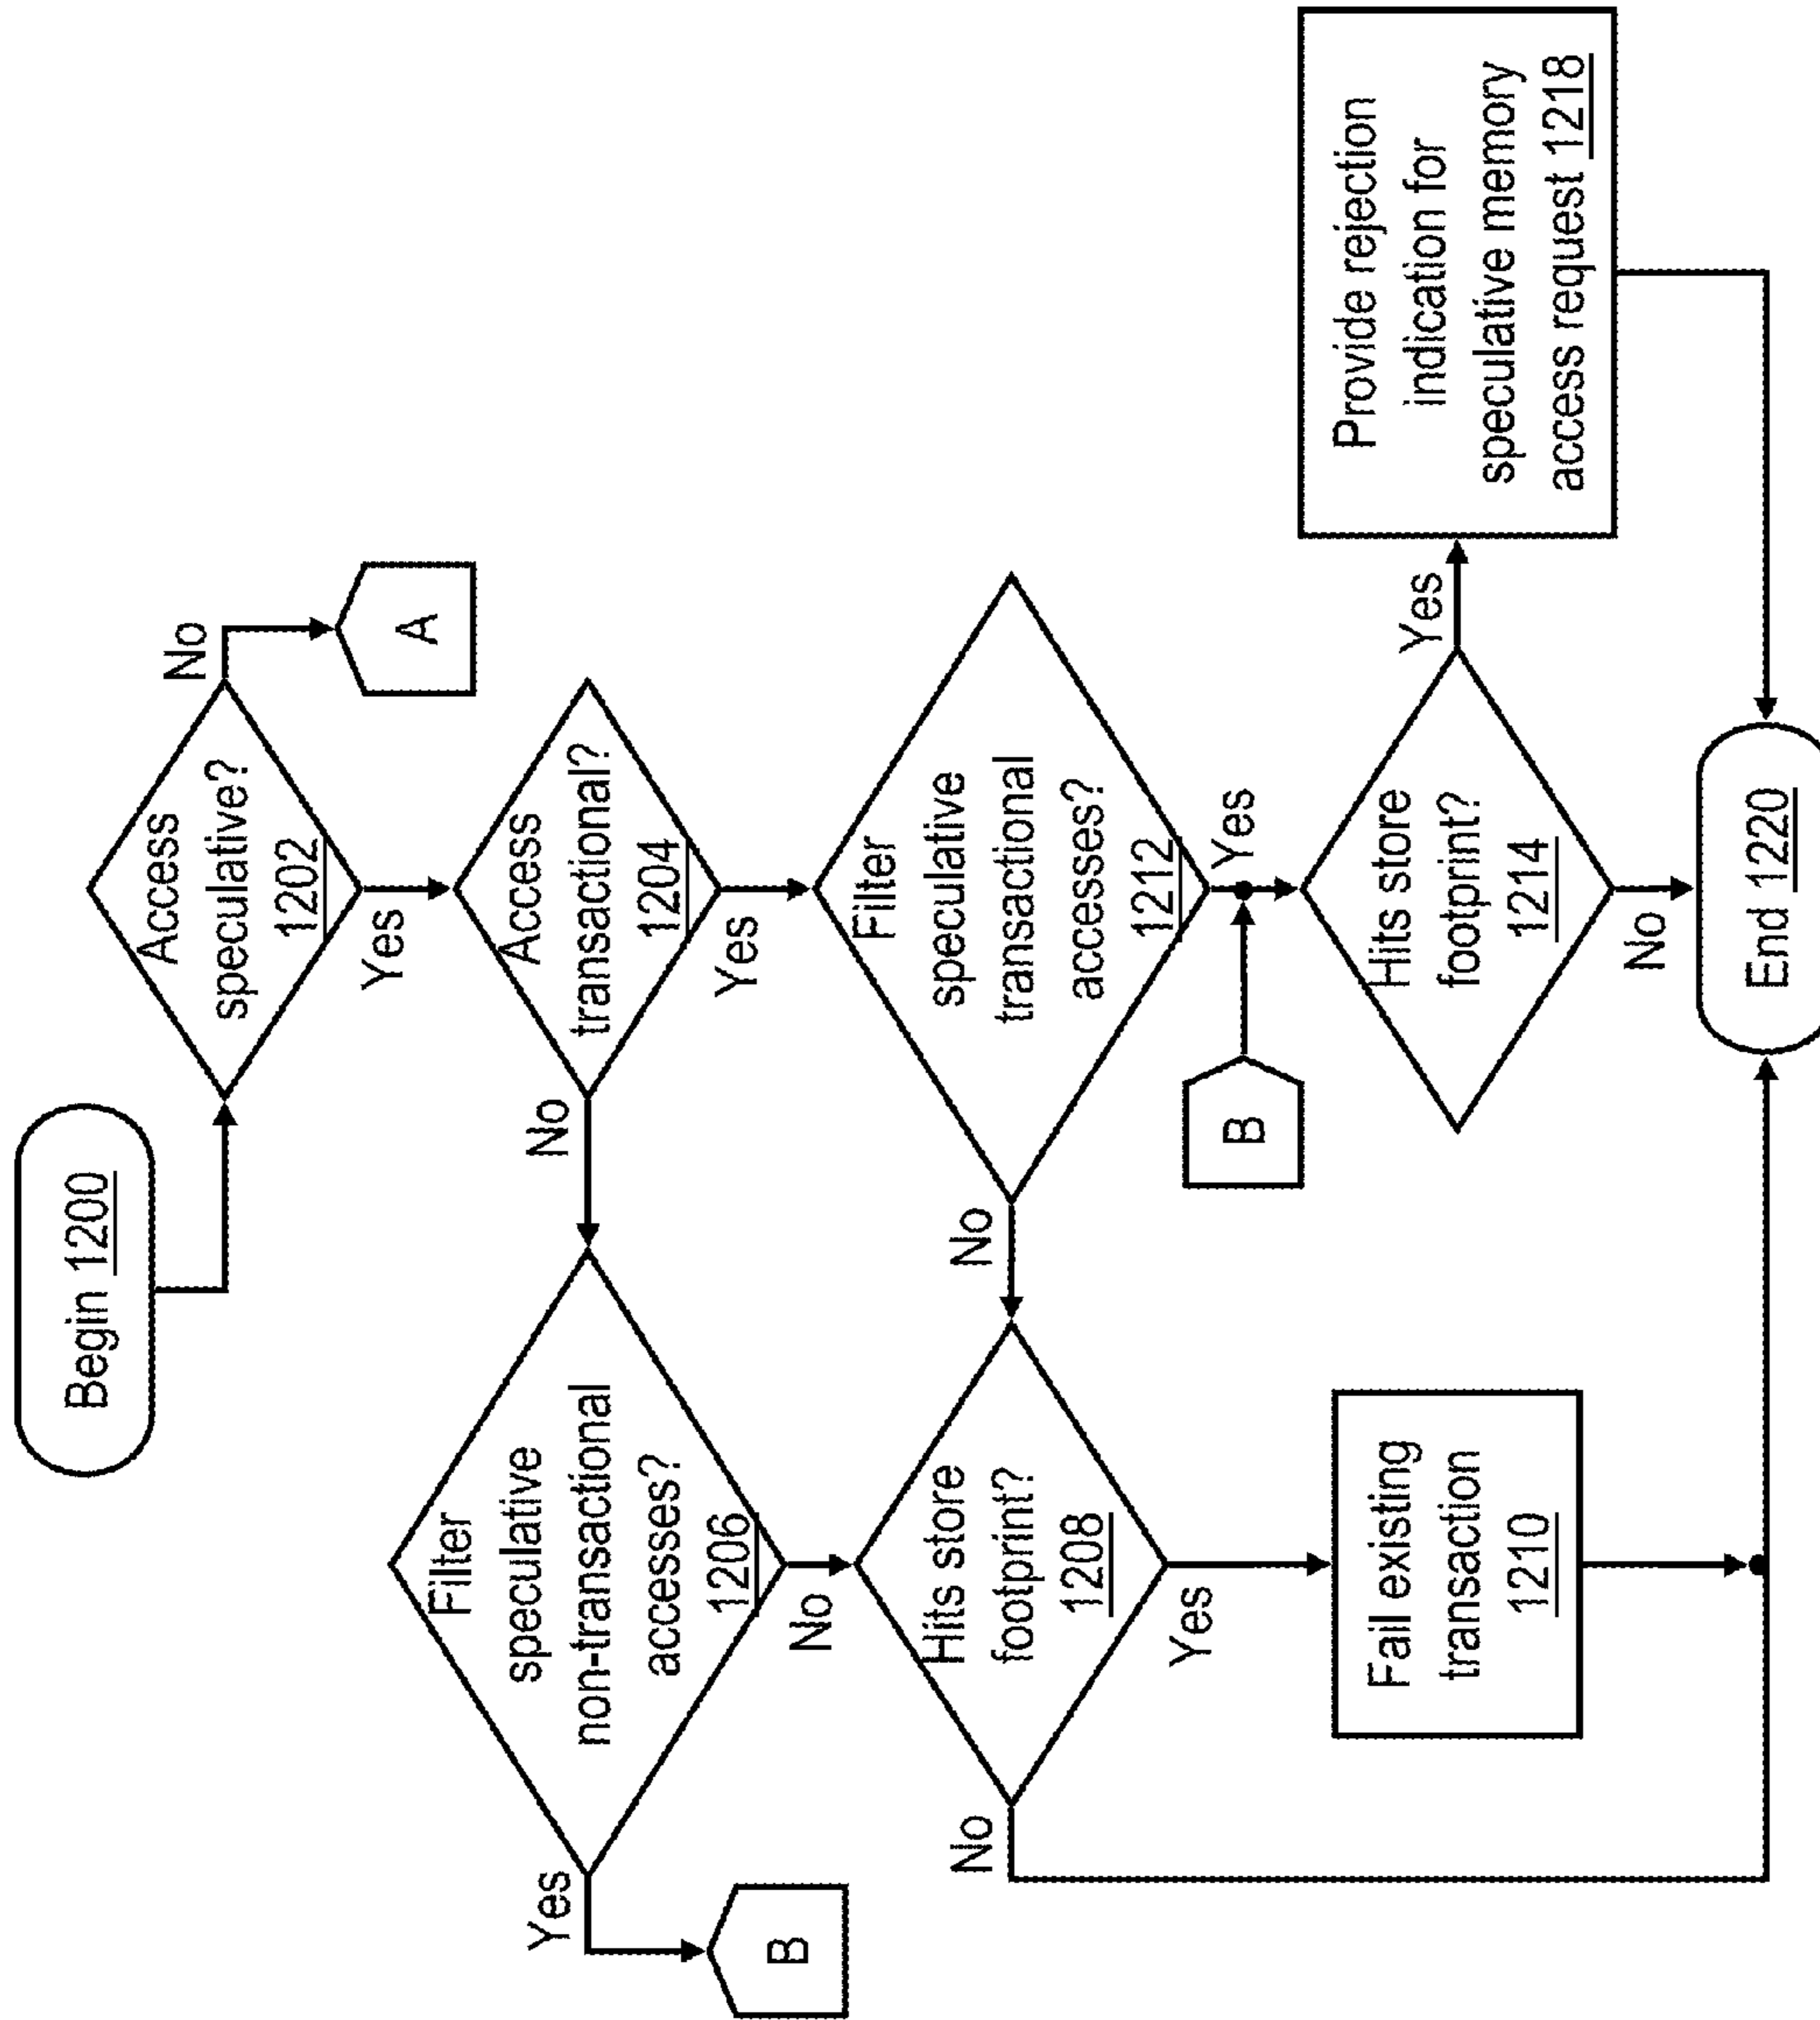 Begin 1200
Access
speculative?
1202
No
A
Yes
Access
transactional?
1204
No
Yes
Filter
speculative
non-transactional
accesses?
1206
Yes
B
No
Filter
speculative
transactional
accesses?
1212
No
Yes
B
Hits store
footprint?
1208
No
Yes
Hits store
footprint?
1214
Yes
No
Fail existing
transaction
1210
Provide rejection
indication for
speculative memory
access request 1218
End 1220